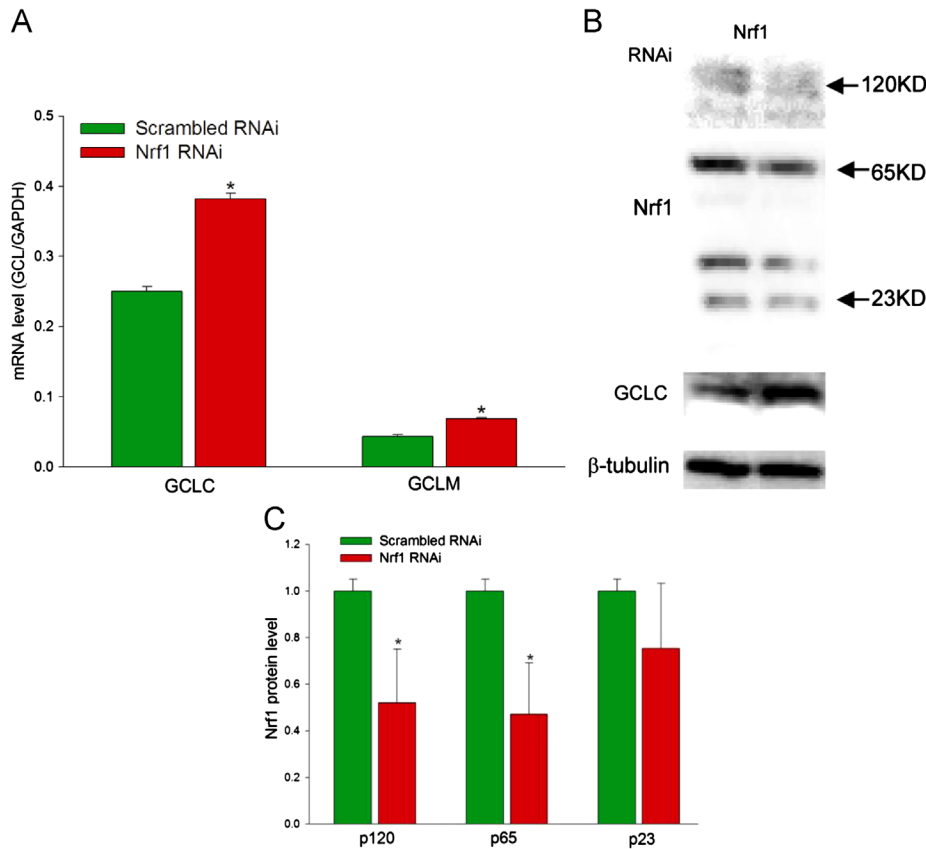 A
mRNA level (GCL/GAPDH)
0.5
0.4
0.3
0.2
0.1
0.0
Scrambled RNAi
Nrf1 RNAi
*
*
GCLC
GCLM
B
Nrf1
RNAi
120KD
65KD
Nrf1
23KD
GCLC
β-tubulin
C
Nrf1 protein level
1.2
1.0
0.8
0.6
0.4
0.2
0.0
Scrambled RNAi
Nrf1 RNAi
*
*
p120
p65
p23